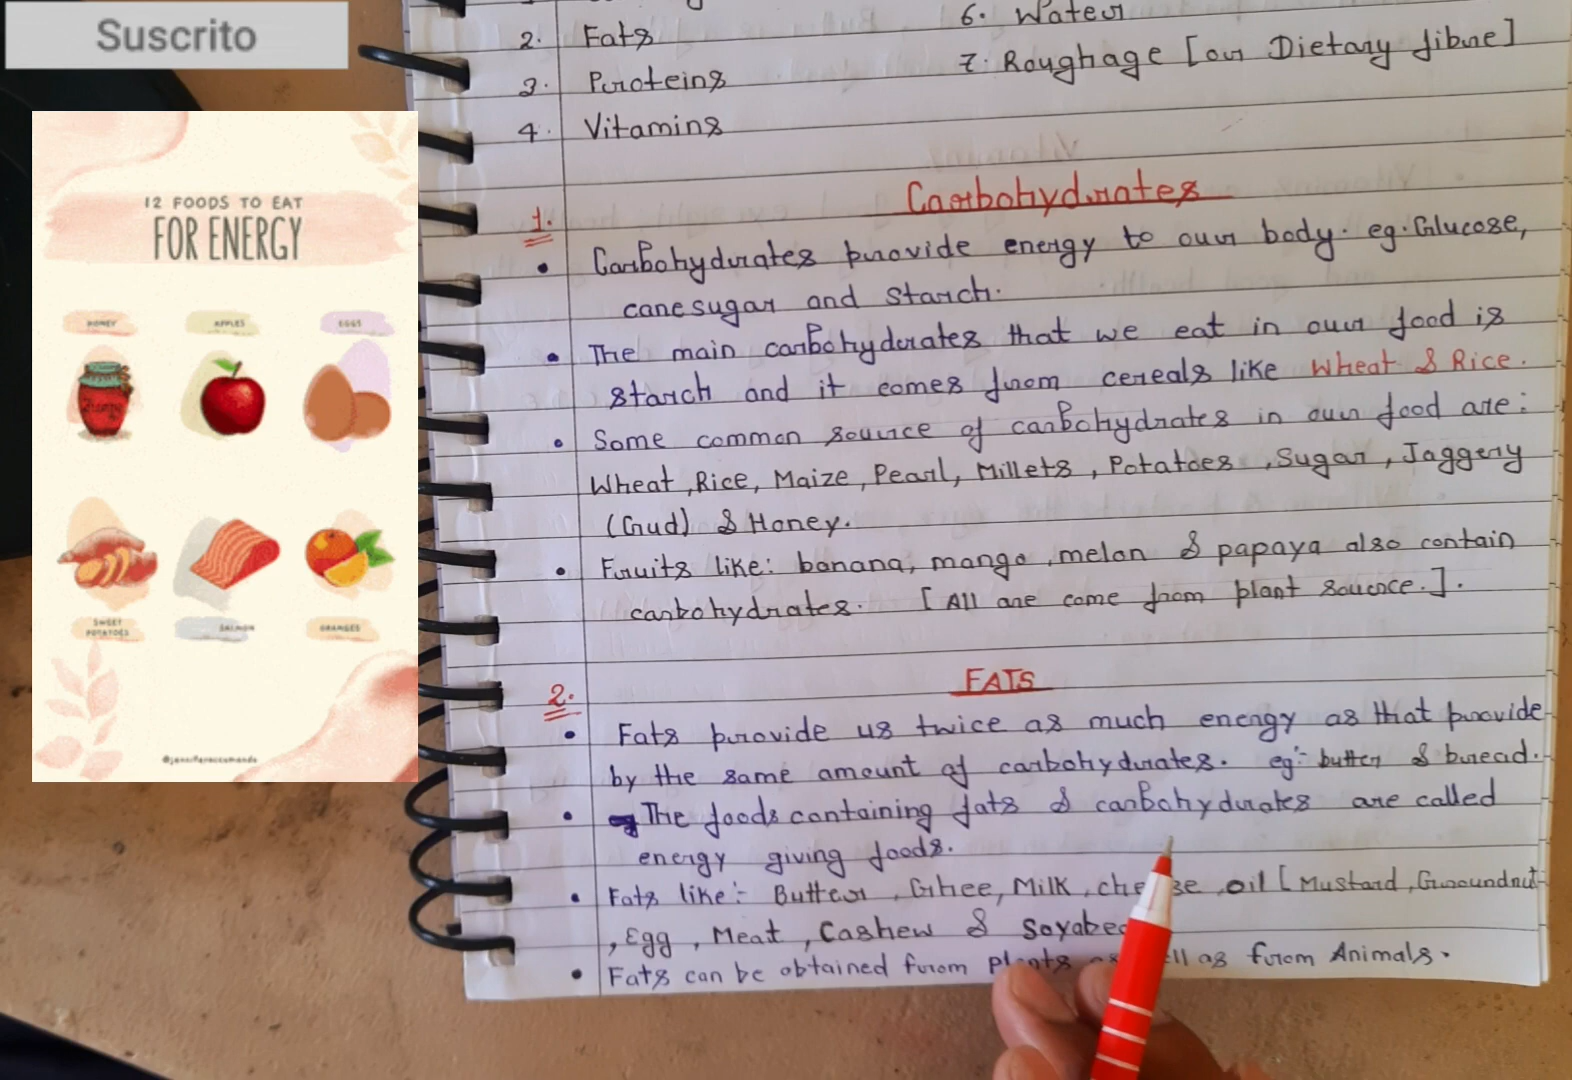 Suscrito
12 FOODS TO EAT
FOR ENERGY
HONEY
APPLES
EGGS
Honey
SWEET
POTATOES
SALMON
ORANGES
6. Water
2. Fats
7. Roughage [or Dietary fibre]
3. Proteins
4. Vitamins
1. Carbohydrates
• Carbohydrates provide energy to our body. eg. Glucose,
canesugar and starch.
• The main carbohydrates that we eat in our food is
starch and it comes from cereals like Wheat & Rice.
• Some common source of carbohydrates in our food are:
Wheat, Rice, Maize, Pearl, Millets, Potatoes, Sugar, Jaggery
(Gud) & Honey.
• Fruits like: banana, mango, melon & papaya also contain
carbohydrates. [All are come from plant source.].
2. FATS
• Fats provide us twice as much energy as that provide
by the same amount of carbohydrates. eg:- butter & bread.
• The foods containing fats & carbohydrates are called
energy giving foods.
• Fats like:- Butter, Ghee, Milk, cheese, oil [Mustard, Groundnut
, Egg, Meat, Cashew &
• Fats can be obtained from plants as well as from Animals.